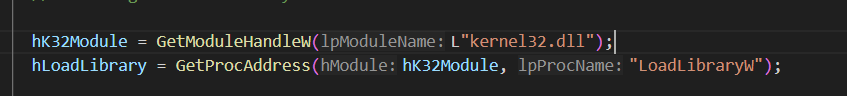 hK32Module = GetModuleHandleW(lpModuleName: L"kernel32.dll");
hLoadLibrary = GetProcAddress(hModule: hK32Module, lpProcName: "LoadLibraryW");